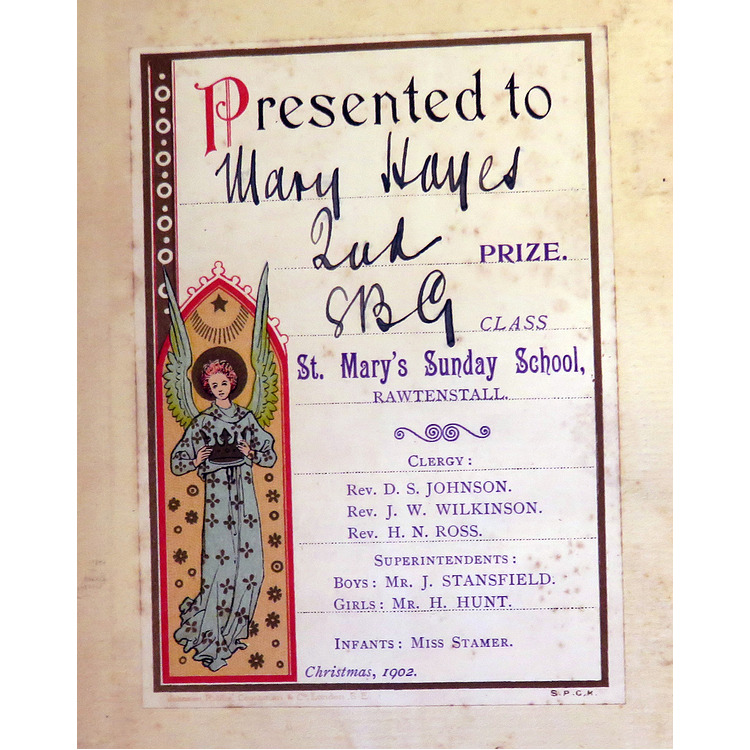 Presented to
Mary Hayes
2nd PRIZE.
SBG CLASS
St. Mary's Sunday School,
RAWTENSTALL.
CLERGY:
REV. D. S. JOHNSON.
REV. J. W. WILKINSON.
REV. H. N. ROSS.
SUPERINTENDENTS:
BOYS: MR. J. STANSFIELD.
GIRLS: MR. H. HUNT.
INFANTS: MISS STAMER.
Christmas, 1902.
S.P.C.K.